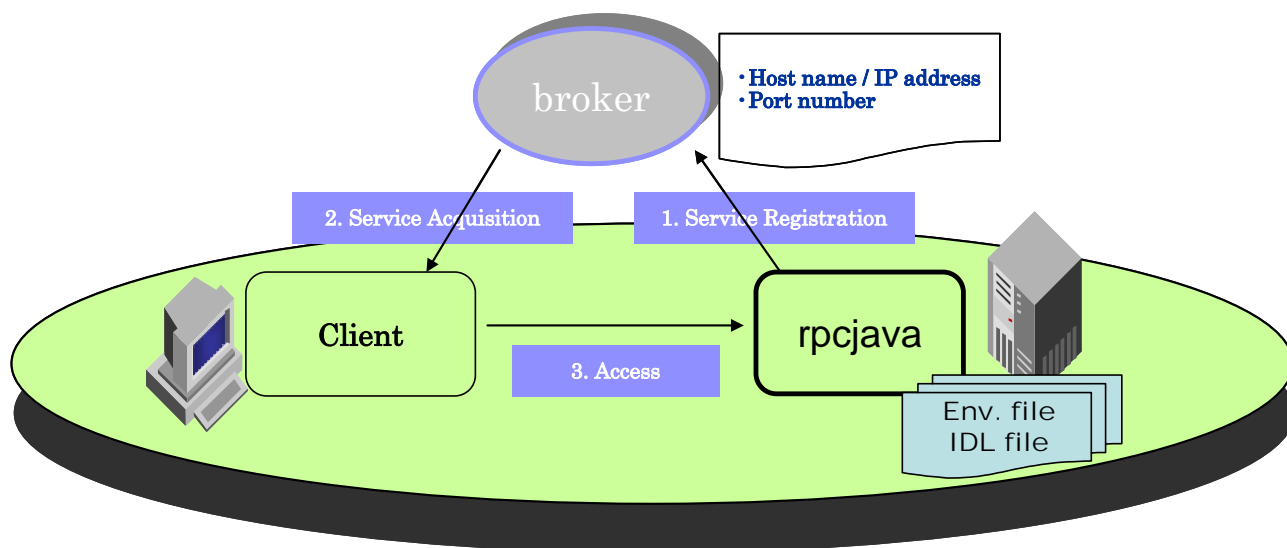 broker
・Host name / IP address
・Port number
2. Service Acquisition
1. Service Registration
Client
rpcjava
3. Access
Env. file
IDL file